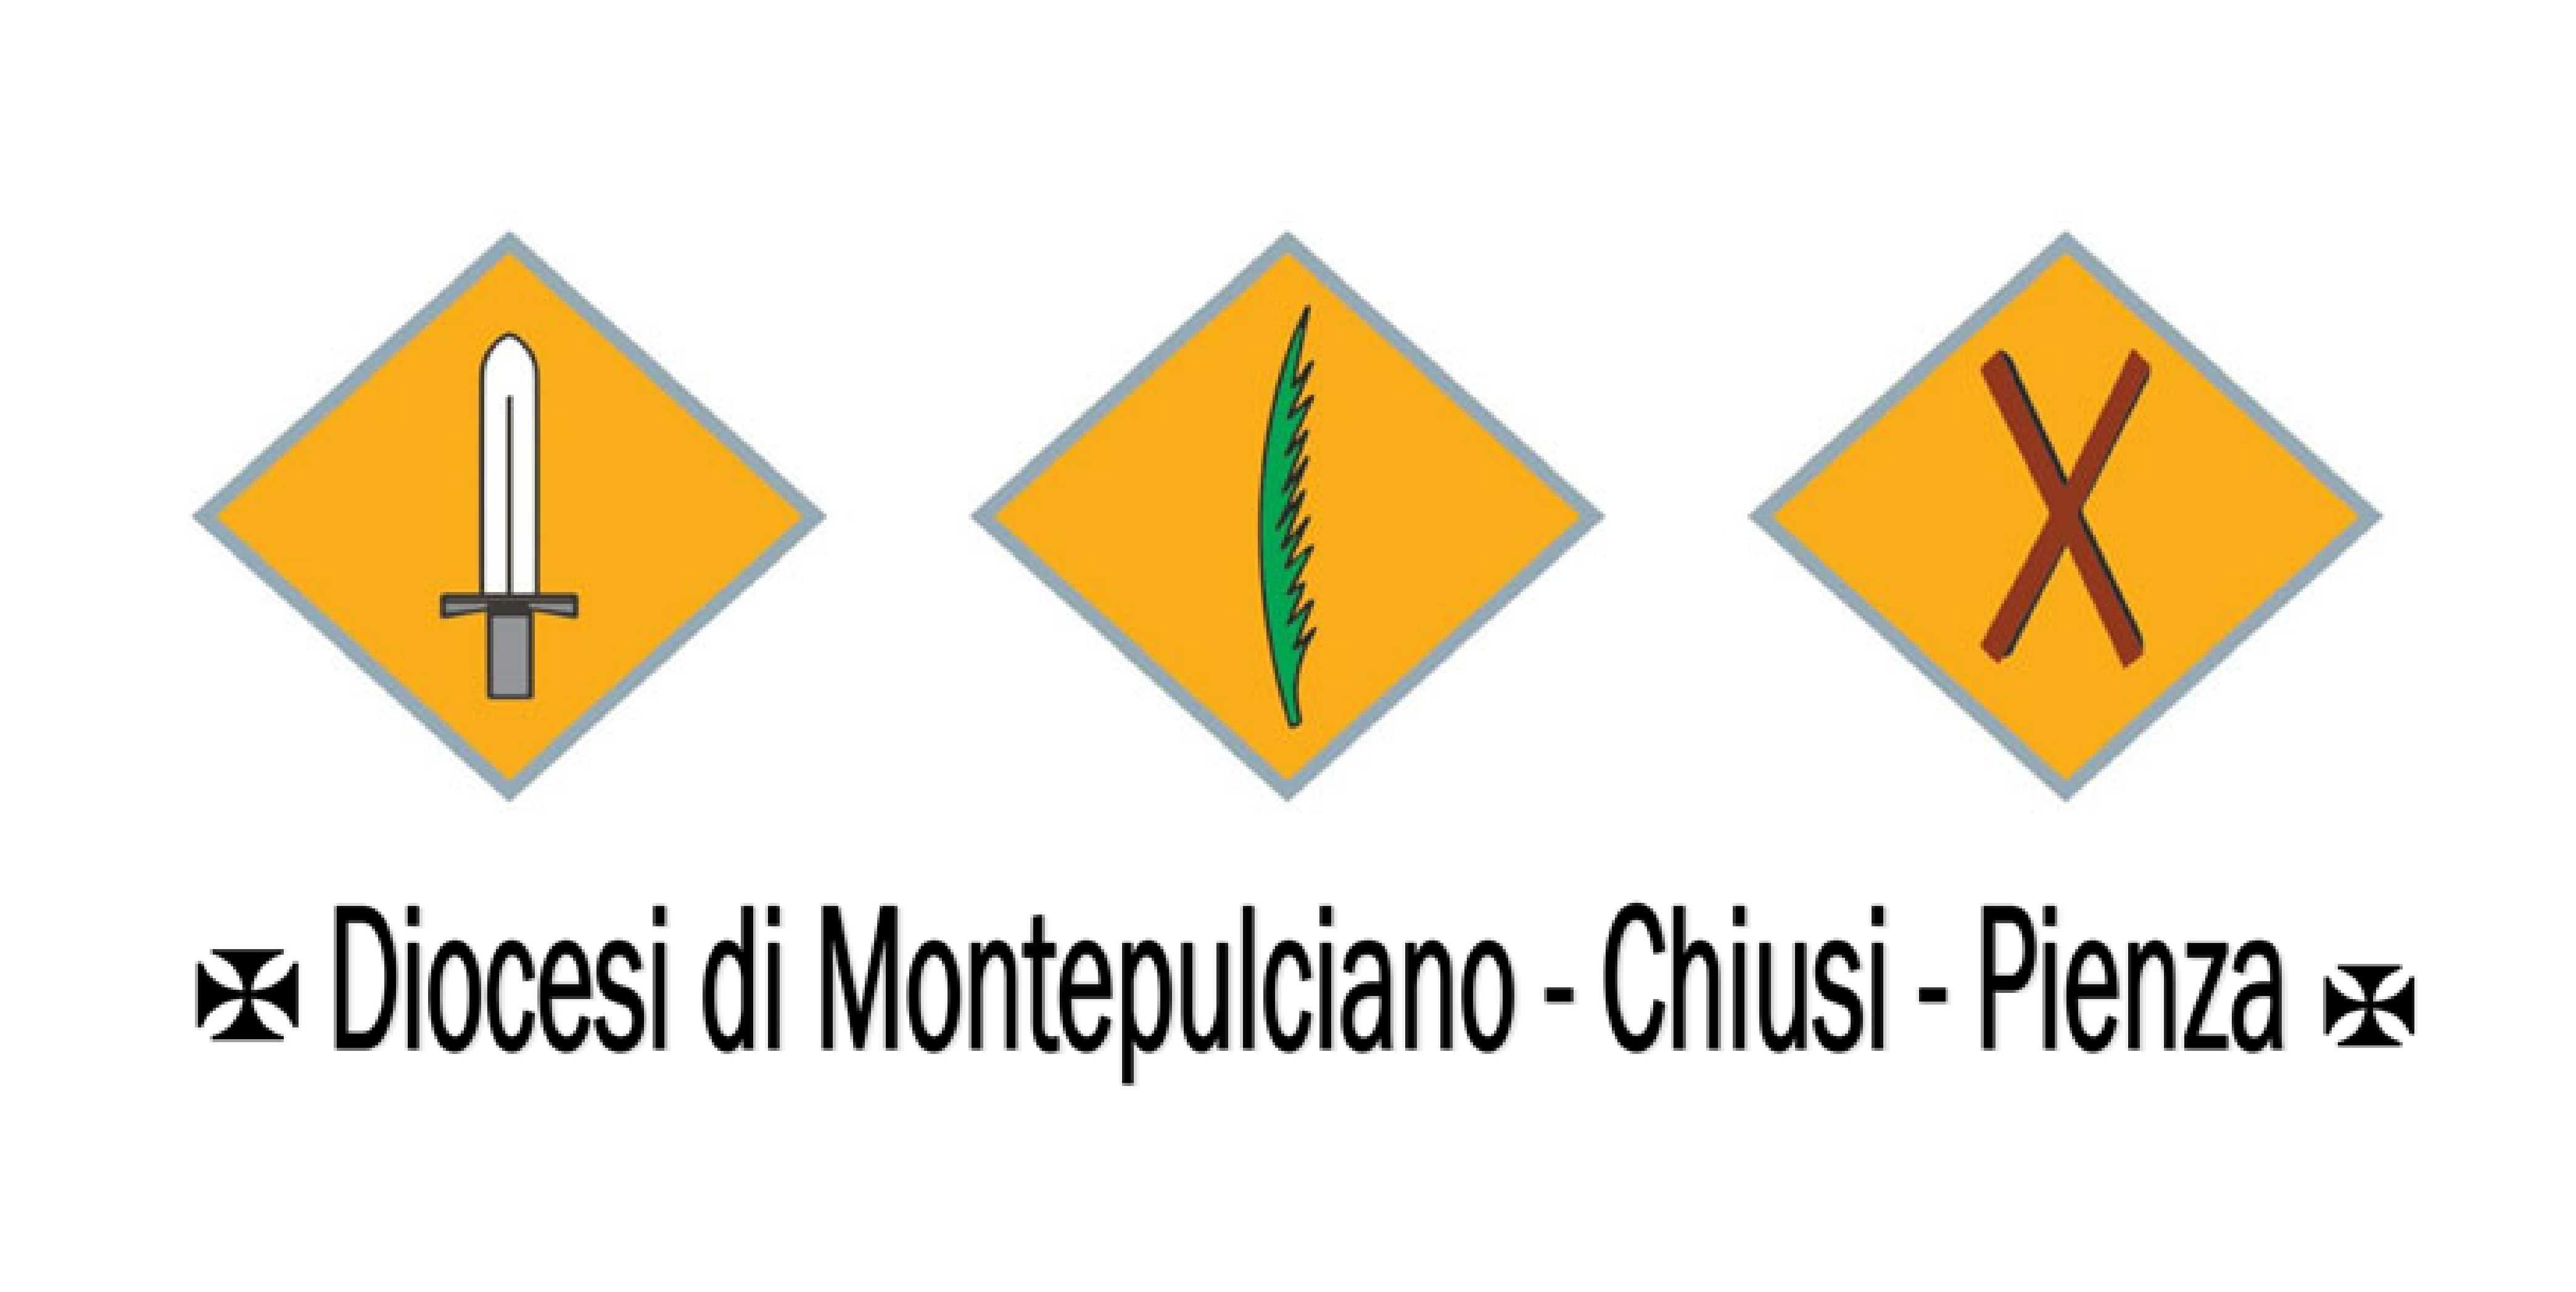 ✠ Diocesi di Montepulciano - Chiusi - Pienza ✠